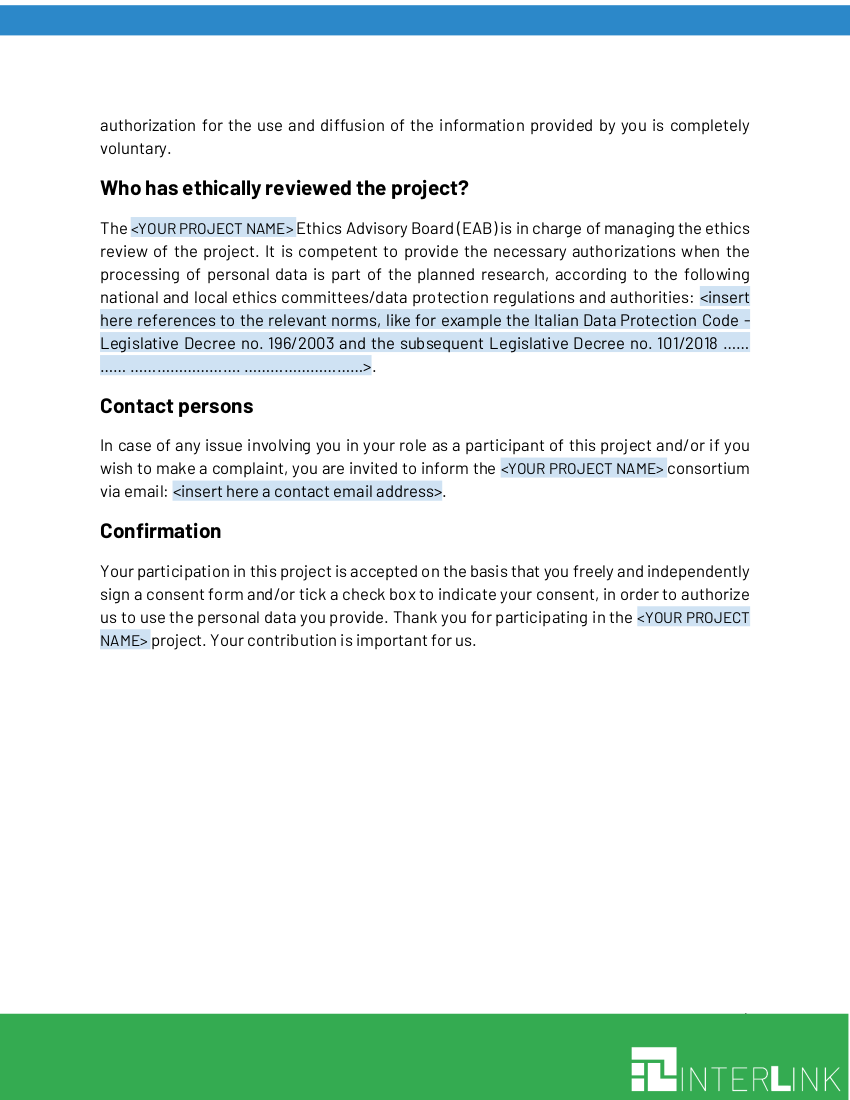 authorization for the use and diffusion of the information provided by you is completely
voluntary.
Who has ethically reviewed the project?
The <YOUR PROJECT NAME> Ethics Advisory Board (EAB) is in charge of managing the ethics
review of the project. It is competent to provide the necessary authorizations when the
processing of personal data is part of the planned research, according to the following
national and local ethics committees/data protection regulations and authorities: <insert
here references to the relevant norms, like for example the Italian Data Protection Code –
Legislative Decree no. 196/2003 and the subsequent Legislative Decree no. 101/2018 ......
...... ......................... ...........................>.
Contact persons
In case of any issue involving you in your role as a participant of this project and/or if you
wish to make a complaint, you are invited to inform the <YOUR PROJECT NAME> consortium
via email: <insert here a contact email address>.
Confirmation
Your participation in this project is accepted on the basis that you freely and independently
sign a consent form and/or tick a check box to indicate your consent, in order to authorize
us to use the personal data you provide. Thank you for participating in the <YOUR PROJECT
NAME> project. Your contribution is important for us.
INTERLINK